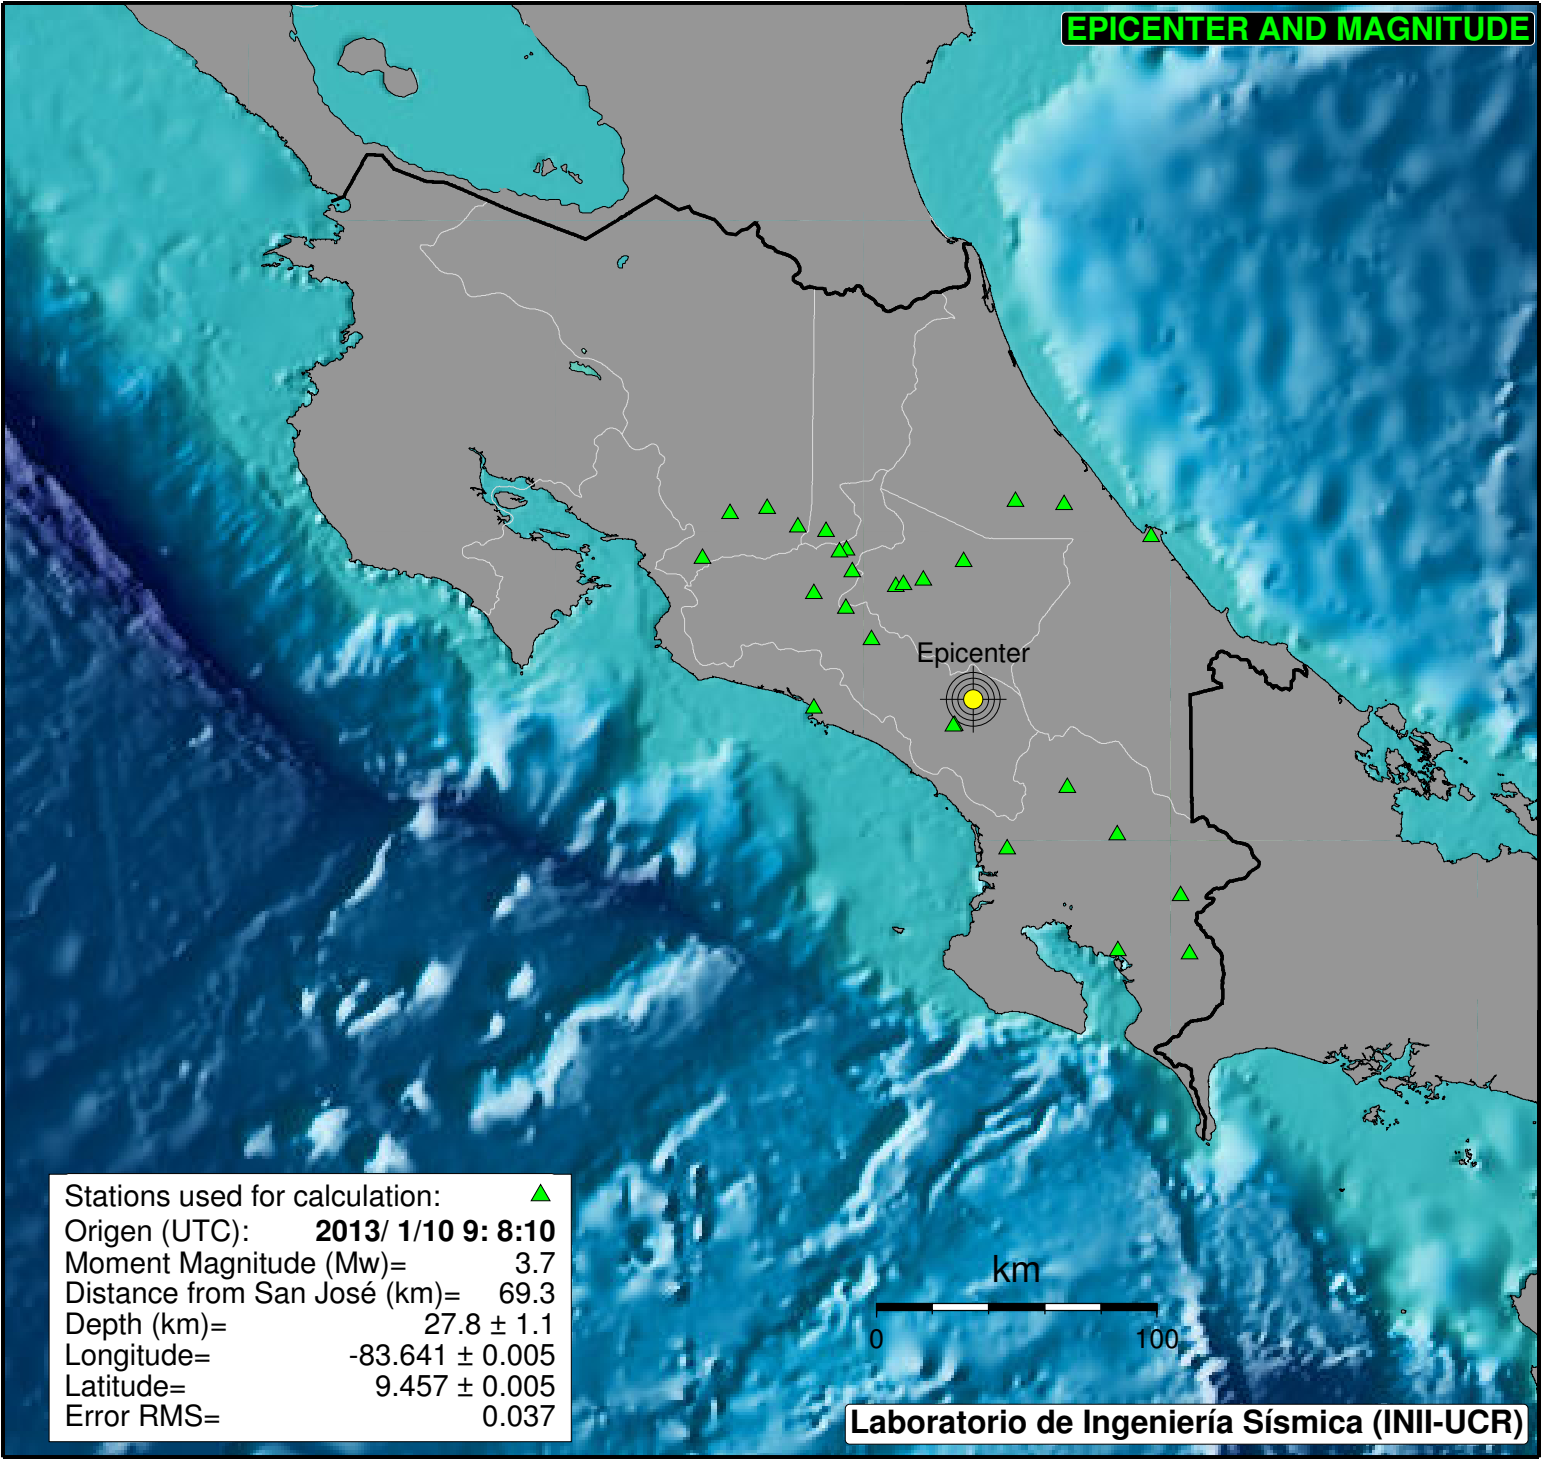 EPICENTER AND MAGNITUDE
Epicenter
Stations used for calculation:
Origen (UTC): 2013/ 1/10 9: 8:10
Moment Magnitude (Mw)= 3.7
Distance from San José (km)= 69.3
Depth (km)= 27.8 ± 1.1
Longitude= -83.641 ± 0.005
Latitude= 9.457 ± 0.005
Error RMS= 0.037
km
0 100
Laboratorio de Ingeniería Sísmica (INII-UCR)